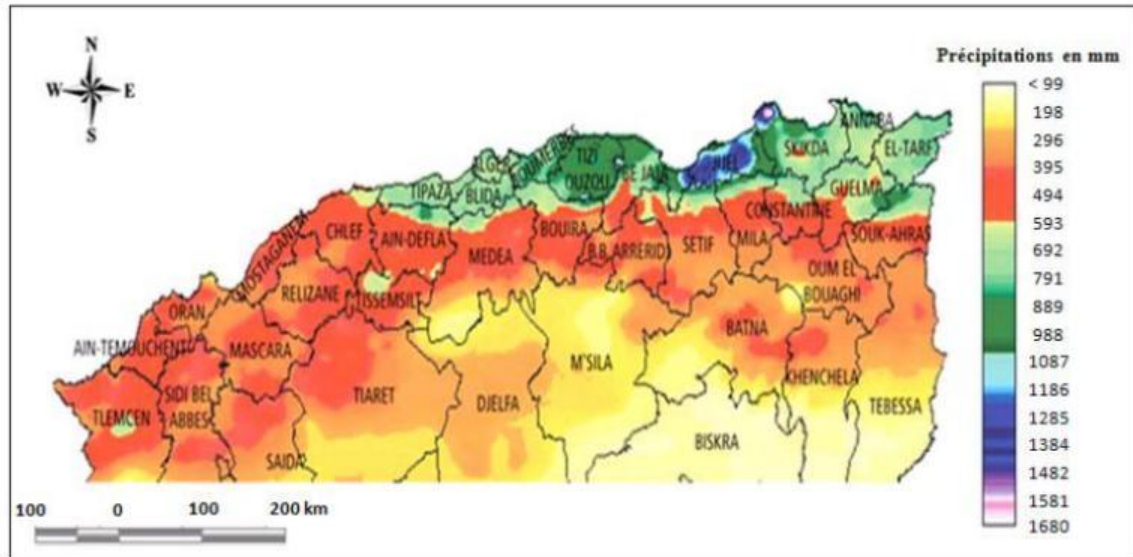 N
W E
S
Précipitations en mm
< 99
198
296
395
494
593
692
791
889
988
1087
1186
1285
1384
1482
1581
1680
ANNABA
SKIKDA
EL-TARF
ALGER
BOUMERDE
TIZI
OUZOU
BEJAIA
JIJEL
GUELMA
TIPAZA
BLIDA
CONSTANTINE
CHLEF
AIN-DEFLA
MEDEA
BOUIRA
B.B. ARRERIDJ
SETIF
MILA
SOUK-AHRAS
MOSTAGANEM
OUM EL
BOUAGHI
RELIZANE
TISSEMSILT
ORAN
BATNA
AIN-TEMOUCHENT
MASCARA
M'SILA
KHENCHELA
SIDI BEL
ABBES
TIARET
DJELFA
TEBESSA
TLEMCEN
BISKRA
SAIDA
100 0 100 200 km